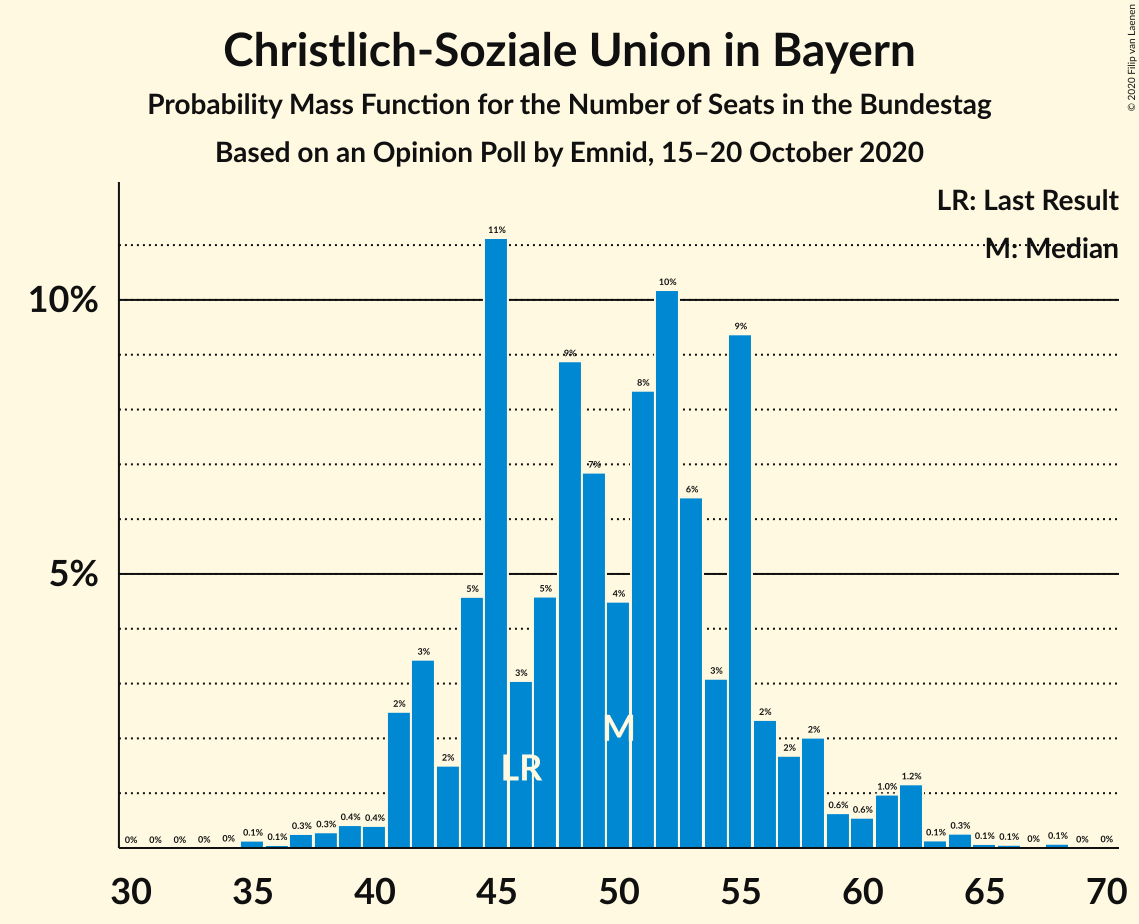 Christlich-Soziale Union in Bayern
Probability Mass Function for the Number of Seats in the Bundestag
Based on an Opinion Poll by Emnid, 15–20 October 2020
© 2020 Filip van Laenen
LR: Last Result
M: Median
10%
5%
0% 0% 0% 0% 0% 0.1% 0.1% 0.3% 0.3% 0.4% 0.4% 2% 3% 2% 5% 11% 3% 5% 9% 7% 4% 8% 10% 6% 3% 9% 2% 2% 2% 0.6% 0.6% 1.0% 1.2% 0.1% 0.3% 0.1% 0.1% 0% 0.1% 0% 0%
LR
M
30 35 40 45 50 55 60 65 70